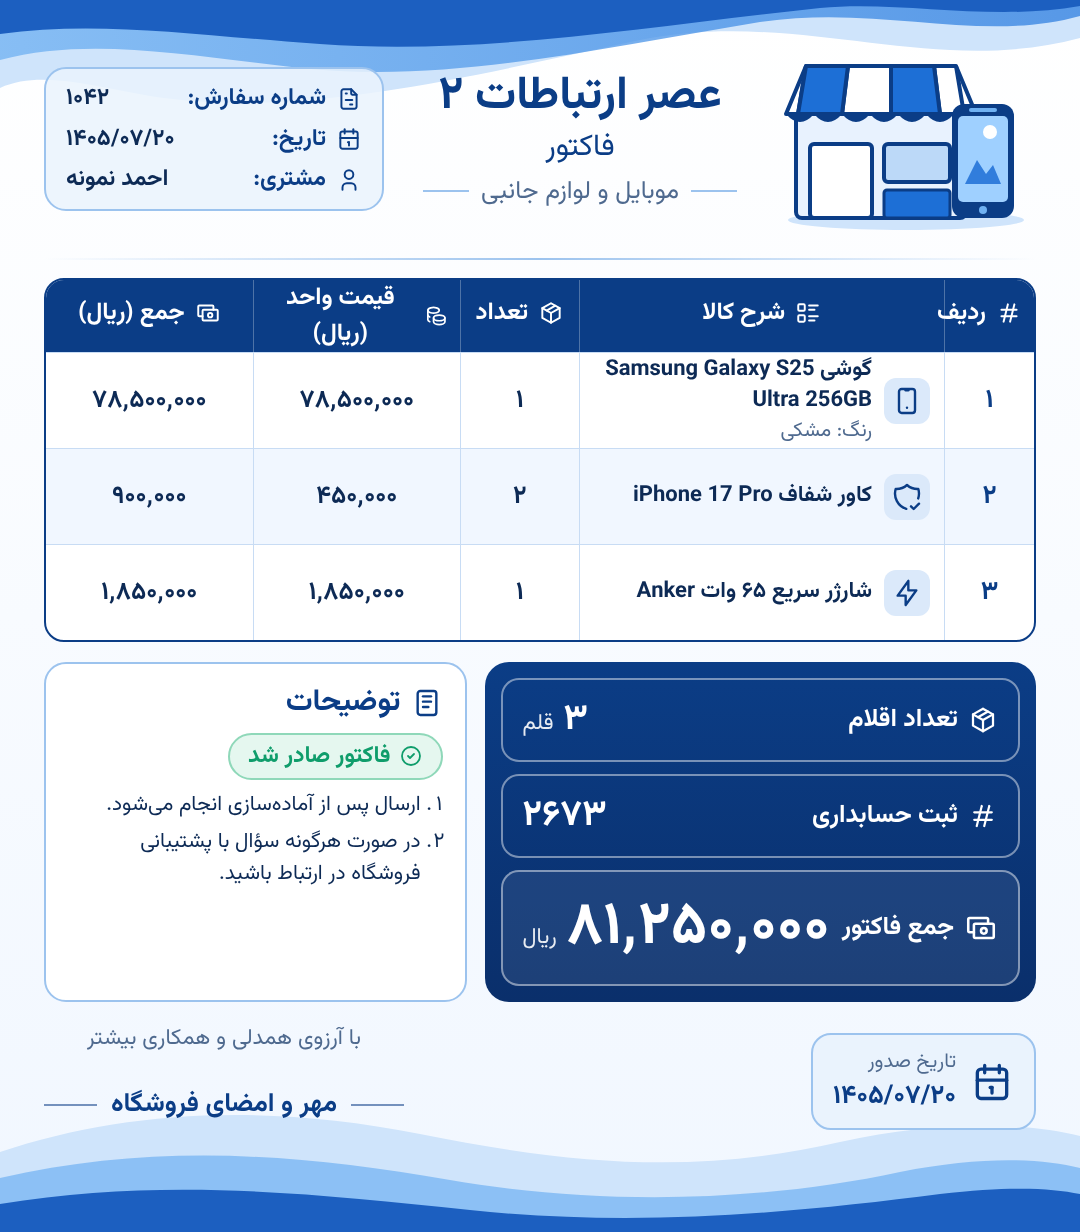 عصر ارتباطات ۲
فاکتور
موبایل و لوازم جانبی
شماره سفارش: ۱۰۴۲
تاریخ: ۱۴۰۵/۰۷/۲۰
مشتری: احمد نمونه
# ردیف شرح کالا تعداد قیمت واحد (ریال) جمع (ریال)
۱ گوشی Samsung Galaxy S25 Ultra 256GB ۱ ۷۸,۵۰۰,۰۰۰ ۷۸,۵۰۰,۰۰۰
رنگ: مشکی
۲ کاور شفاف iPhone 17 Pro ۲ ۴۵۰,۰۰۰ ۹۰۰,۰۰۰
۳ شارژر سریع ۶۵ وات Anker ۱ ۱,۸۵۰,۰۰۰ ۱,۸۵۰,۰۰۰
تعداد اقلام ۳ قلم
# ثبت حسابداری ۲۶۷۳
جمع فاکتور ۸۱,۲۵۰,۰۰۰ ریال
توضیحات
فاکتور صادر شد
۱. ارسال پس از آماده‌سازی انجام می‌شود.
۲. در صورت هرگونه سؤال با پشتیبانی
فروشگاه در ارتباط باشید.
تاریخ صدور
۱۴۰۵/۰۷/۲۰
با آرزوی همدلی و همکاری بیشتر
مهر و امضای فروشگاه